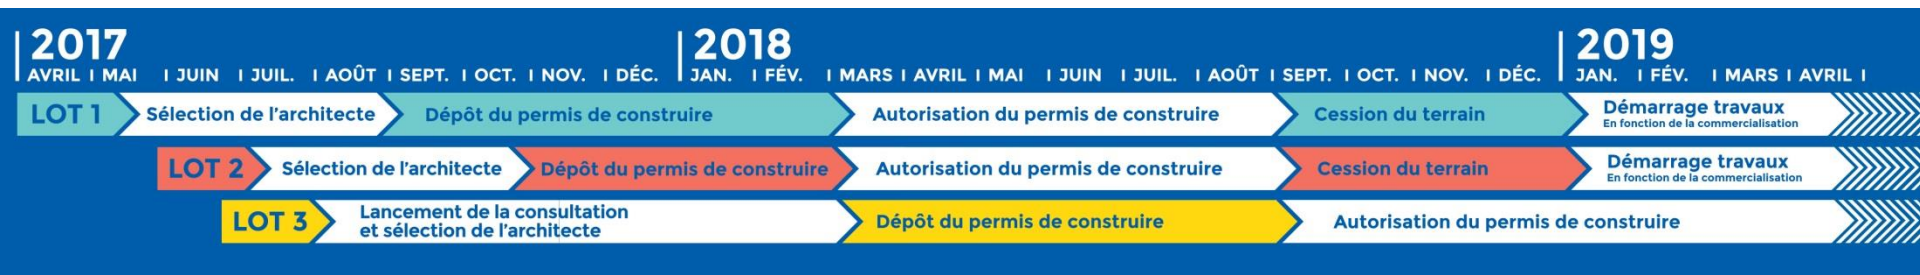 2017 2018 2019
AVRIL I MAI I JUIN I JUIL. I AOÛT I SEPT. I OCT. I NOV. I DÉC. JAN. I FÉV. I MARS I AVRIL I MAI I JUIN I JUIL. I AOÛT I SEPT. I OCT. I NOV. I DÉC. JAN. I FÉV. I MARS I AVRIL I
LOT 1 Sélection de l'architecte Dépôt du permis de construire Autorisation du permis de construire Cession du terrain Démarrage travaux
En fonction de la commercialisation
LOT 2 Sélection de l'architecte Dépôt du permis de construire Autorisation du permis de construire Cession du terrain Démarrage travaux
En fonction de la commercialisation
LOT 3 Lancement de la consultation
et sélection de l'architecte
Dépôt du permis de construire Autorisation du permis de construire